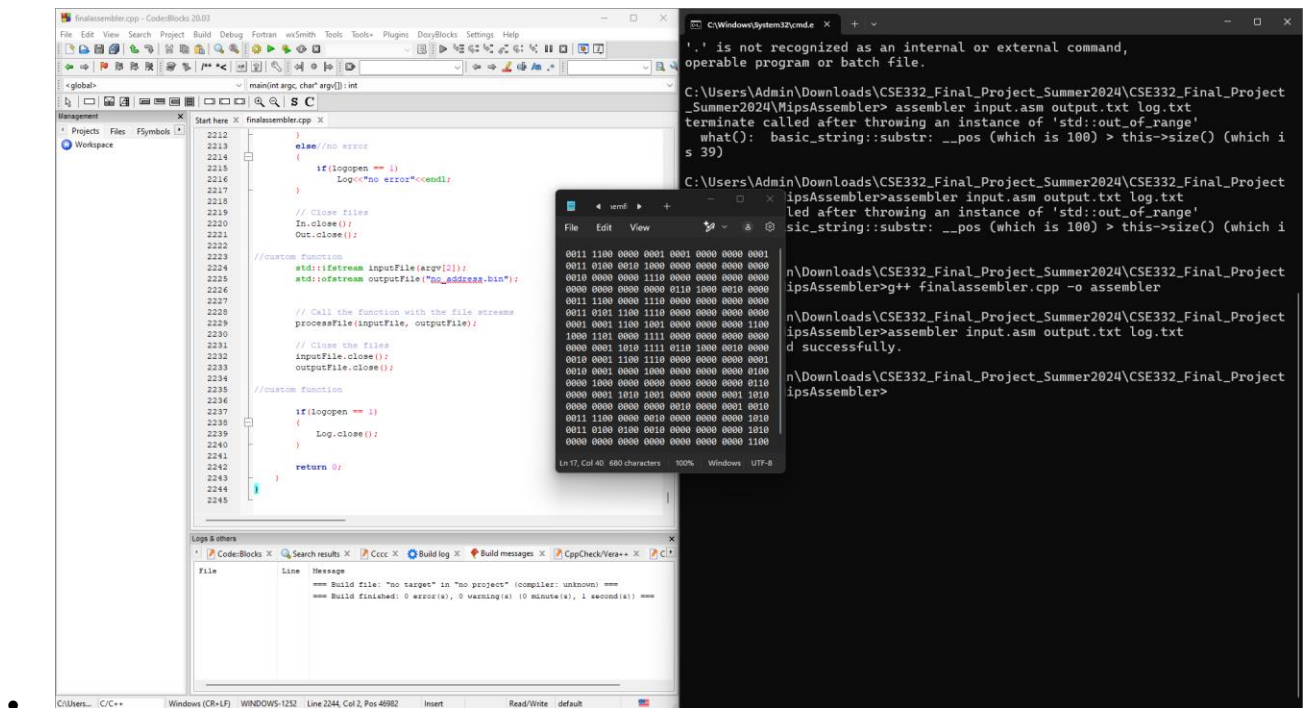 finalassembler.cpp - Code::Blocks 20.03
File Edit View Search Project Build Debug Fortran wxSmith Tools Tools+ Plugins DoxyBlocks Settings Help
<global>
main(int argc, char* argv[]) : int
S C
Management
Projects Files FSymbols
Workspace
Start here X finalassembler.cpp X
2212 }
2213 else//no error
2214 {
2215 if(logopen == 1)
2216 Log<<"no error"<<endl;
2217 }
2218
2219 // Close files
2220 In.close();
2221 Out.close();
2222
2223 //custom function
2224 std::ifstream inputFile(argv[2]);
2225 std::ofstream outputFile("no_address.bin");
2226
2227
2228 // Call the function with the file streams
2229 processFile(inputFile, outputFile);
2230
2231 // Close the files
2232 inputFile.close();
2233 outputFile.close();
2234
2235 //custom function
2236
2237 if(logopen == 1)
2238 {
2239 Log.close();
2240 }
2241
2242 return 0;
2243 }
2244 }
2245
Logs & others
Code::Blocks X Search results X Cccc X Build log X Build messages X CppCheck/Vera++ X C
File Line Message
=== Build file: "no target" in "no project" (compiler: unknown) ===
=== Build finished: 0 error(s), 0 warning(s) (0 minute(s), 1 second(s)) ===
C:\Users... C/C++ Windows (CR+LF) WINDOWS-1252 Line 2244, Col 2, Pos 46982 Insert Read/Write default
File Edit View
0011 1100 0000 0001 0001 0000 0000 0001
0011 0100 0010 1000 0000 0000 0000 0000
0010 0000 0000 1110 0000 0000 0000 0000
0000 0000 0000 0000 0110 1000 0010 0000
0011 1100 0000 1110 0000 0000 0000 0000
0011 0101 1100 1110 0000 0000 0000 0000
0001 0001 1100 1001 0000 0000 0000 1100
1000 1101 0000 1111 0000 0000 0000 0000
0000 0001 1010 1111 0110 1000 0010 0000
0010 0001 1100 1110 0000 0000 0000 0001
0010 0001 0000 1000 0000 0000 0000 0100
0000 1000 0000 0000 0000 0000 0000 0110
0000 0001 1010 1001 0000 0000 0001 1010
0000 0000 0000 0000 0010 0000 0001 0010
0011 1100 0000 0010 0000 0000 0000 1010
0011 0100 0100 0010 0000 0000 0000 1010
0000 0000 0000 0000 0000 0000 0000 1100
Ln 17, Col 40 680 characters 100% Windows UTF-8
C:\Windows\System32\cmd.e
'.' is not recognized as an internal or external command,
operable program or batch file.
C:\Users\Admin\Downloads\CSE332_Final_Project_Summer2024\CSE332_Final_Project
_Summer2024\MipsAssembler> assembler input.asm output.txt log.txt
terminate called after throwing an instance of 'std::out_of_range'
what(): basic_string::substr: __pos (which is 100) > this->size() (which i
s 39)
C:\Users\Admin\Downloads\CSE332_Final_Project_Summer2024\CSE332_Final_Project
ipsAssembler>assembler input.asm output.txt log.txt
led after throwing an instance of 'std::out_of_range'
sic_string::substr: __pos (which is 100) > this->size() (which i
n\Downloads\CSE332_Final_Project_Summer2024\CSE332_Final_Project
ipsAssembler>g++ finalassembler.cpp -o assembler
n\Downloads\CSE332_Final_Project_Summer2024\CSE332_Final_Project
ipsAssembler>assembler input.asm output.txt log.txt
d successfully.
n\Downloads\CSE332_Final_Project_Summer2024\CSE332_Final_Project
ipsAssembler>